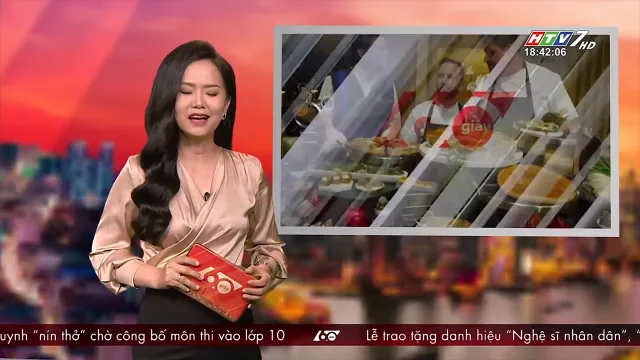 HTV7 HD
18:42:06
giây
uynh “nín thở” chờ công bố môn thi vào lớp 10
60
Lễ trao tặng danh hiệu “Nghệ sĩ nhân dân”, “